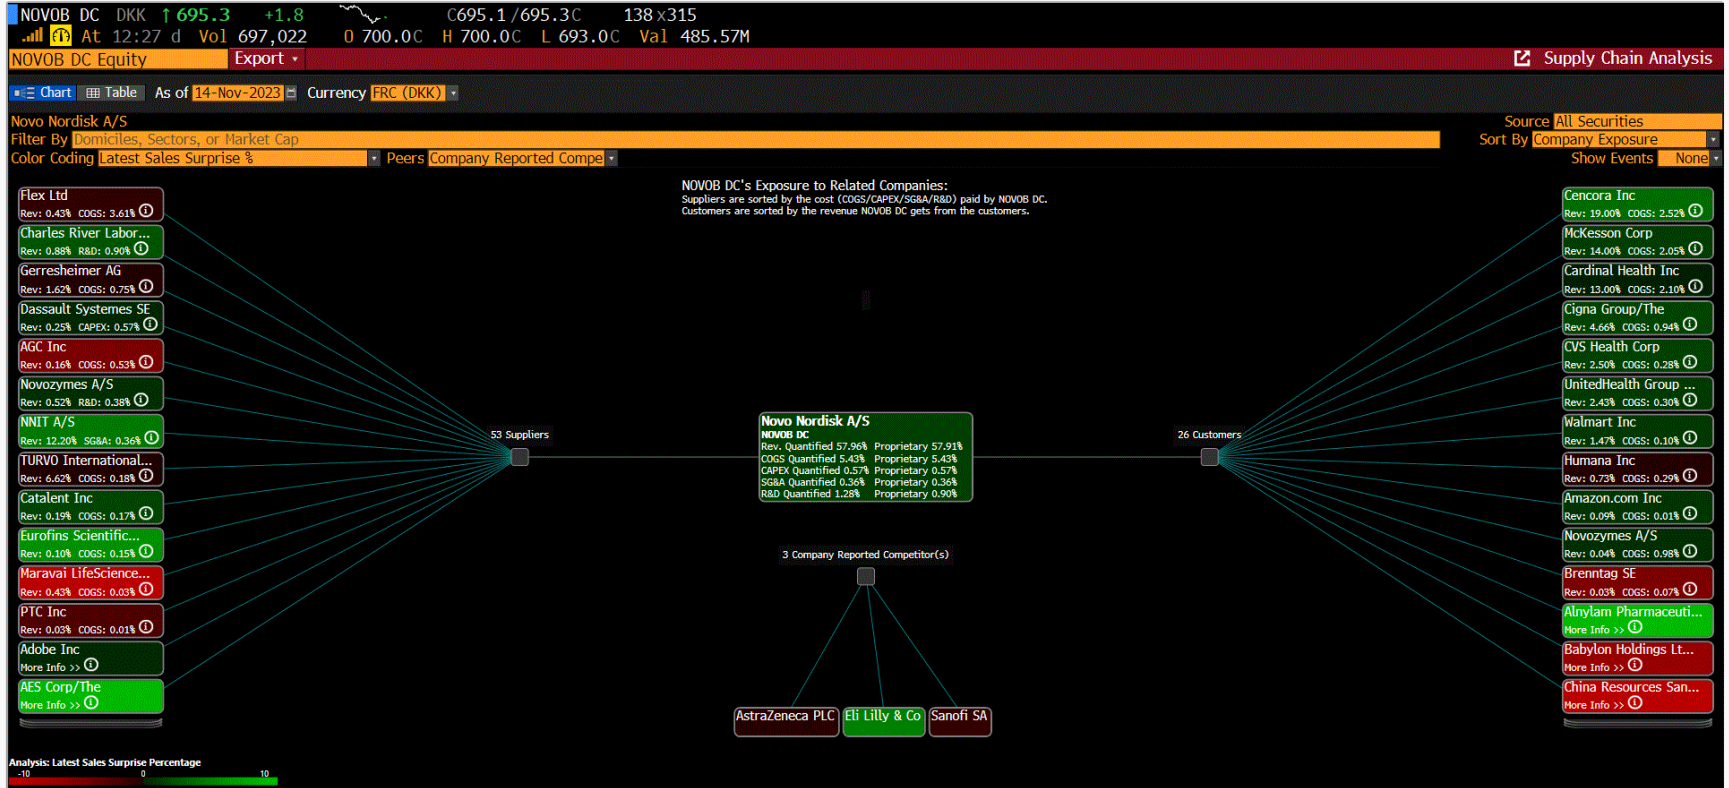 NOVOB DC DKK ↑ 695.3 +1.8 C695.1/695.3C 138x315
At 12:27 d Vol 697,022 O 700.0C H 700.0C L 693.0C Val 485.57M
NOVOB DC Equity Export Supply Chain Analysis
Chart Table As of 14-Nov-2023 Currency FRC (DKK)
Novo Nordisk A/S Source All Securities
Filter By Domiciles, Sectors, or Market Cap Sort By Company Exposure
Color Coding Latest Sales Surprise % Peers Company Reported Compe Show Events None
NOVOB DC's Exposure to Related Companies:
Suppliers are sorted by the cost (COGS/CAPEX/SG&A/R&D) paid by NOVOB DC.
Customers are sorted by the revenue NOVOB DC gets from the customers.
Flex Ltd
Rev: 0.43% COGS: 3.61%
Charles River Labor...
Rev: 0.88% R&D: 0.90%
Gerresheimer AG
Rev: 1.62% COGS: 0.75%
Dassault Systemes SE
Rev: 0.25% CAPEX: 0.57%
AGC Inc
Rev: 0.16% COGS: 0.53%
Novozymes A/S
Rev: 0.52% R&D: 0.38%
NNIT A/S
Rev: 12.20% SG&A: 0.36%
TURVO International...
Rev: 6.62% COGS: 0.18%
Catalent Inc
Rev: 0.19% COGS: 0.17%
Eurofins Scientific...
Rev: 0.10% COGS: 0.15%
Maravai LifeScience...
Rev: 0.43% COGS: 0.03%
PTC Inc
Rev: 0.03% COGS: 0.01%
Adobe Inc
More Info >>
AES Corp/The
More Info >>
53 Suppliers
Novo Nordisk A/S
NOVOB DC
Rev. Quantified 57.96% Proprietary 57.91%
COGS Quantified 5.43% Proprietary 5.43%
CAPEX Quantified 0.57% Proprietary 0.57%
SG&A Quantified 0.36% Proprietary 0.36%
R&D Quantified 1.28% Proprietary 0.90%
3 Company Reported Competitor(s)
AstraZeneca PLC Eli Lilly & Co Sanofi SA
26 Customers
Cencora Inc
Rev: 19.00% COGS: 2.52%
McKesson Corp
Rev: 14.00% COGS: 2.05%
Cardinal Health Inc
Rev: 13.00% COGS: 2.10%
Cigna Group/The
Rev: 4.66% COGS: 0.94%
CVS Health Corp
Rev: 2.50% COGS: 0.28%
UnitedHealth Group ...
Rev: 2.43% COGS: 0.30%
Walmart Inc
Rev: 1.47% COGS: 0.10%
Humana Inc
Rev: 0.73% COGS: 0.29%
Amazon.com Inc
Rev: 0.09% COGS: 0.01%
Novozymes A/S
Rev: 0.04% COGS: 0.98%
Brenntag SE
Rev: 0.03% COGS: 0.07%
Alnylam Pharmaceuti...
More Info >>
Babylon Holdings Lt...
More Info >>
China Resources San...
More Info >>
Analysis: Latest Sales Surprise Percentage
-10 0 10